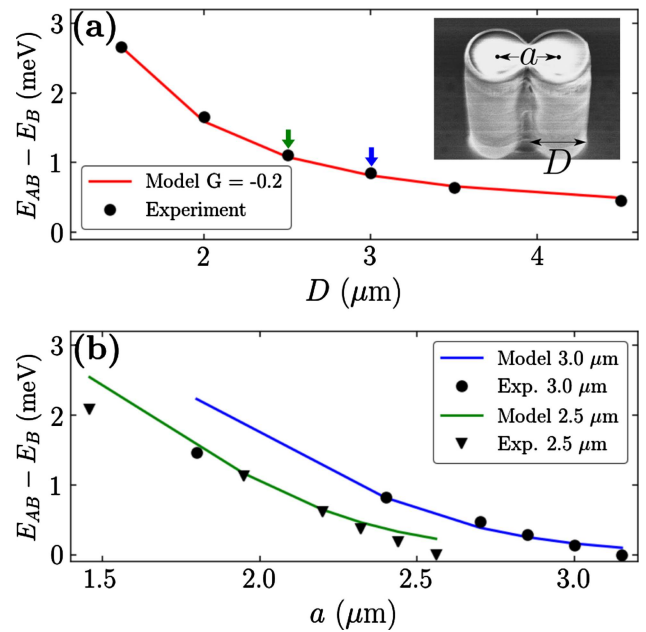 (a)
3
2
1
0
E_AB − E_B (meV)
Model G = -0.2
Experiment
a
D
2
3
4
D (μm)
(b)
3
2
1
0
E_AB − E_B (meV)
Model 3.0 μm
Exp. 3.0 μm
Model 2.5 μm
Exp. 2.5 μm
1.5
2.0
2.5
3.0
a (μm)